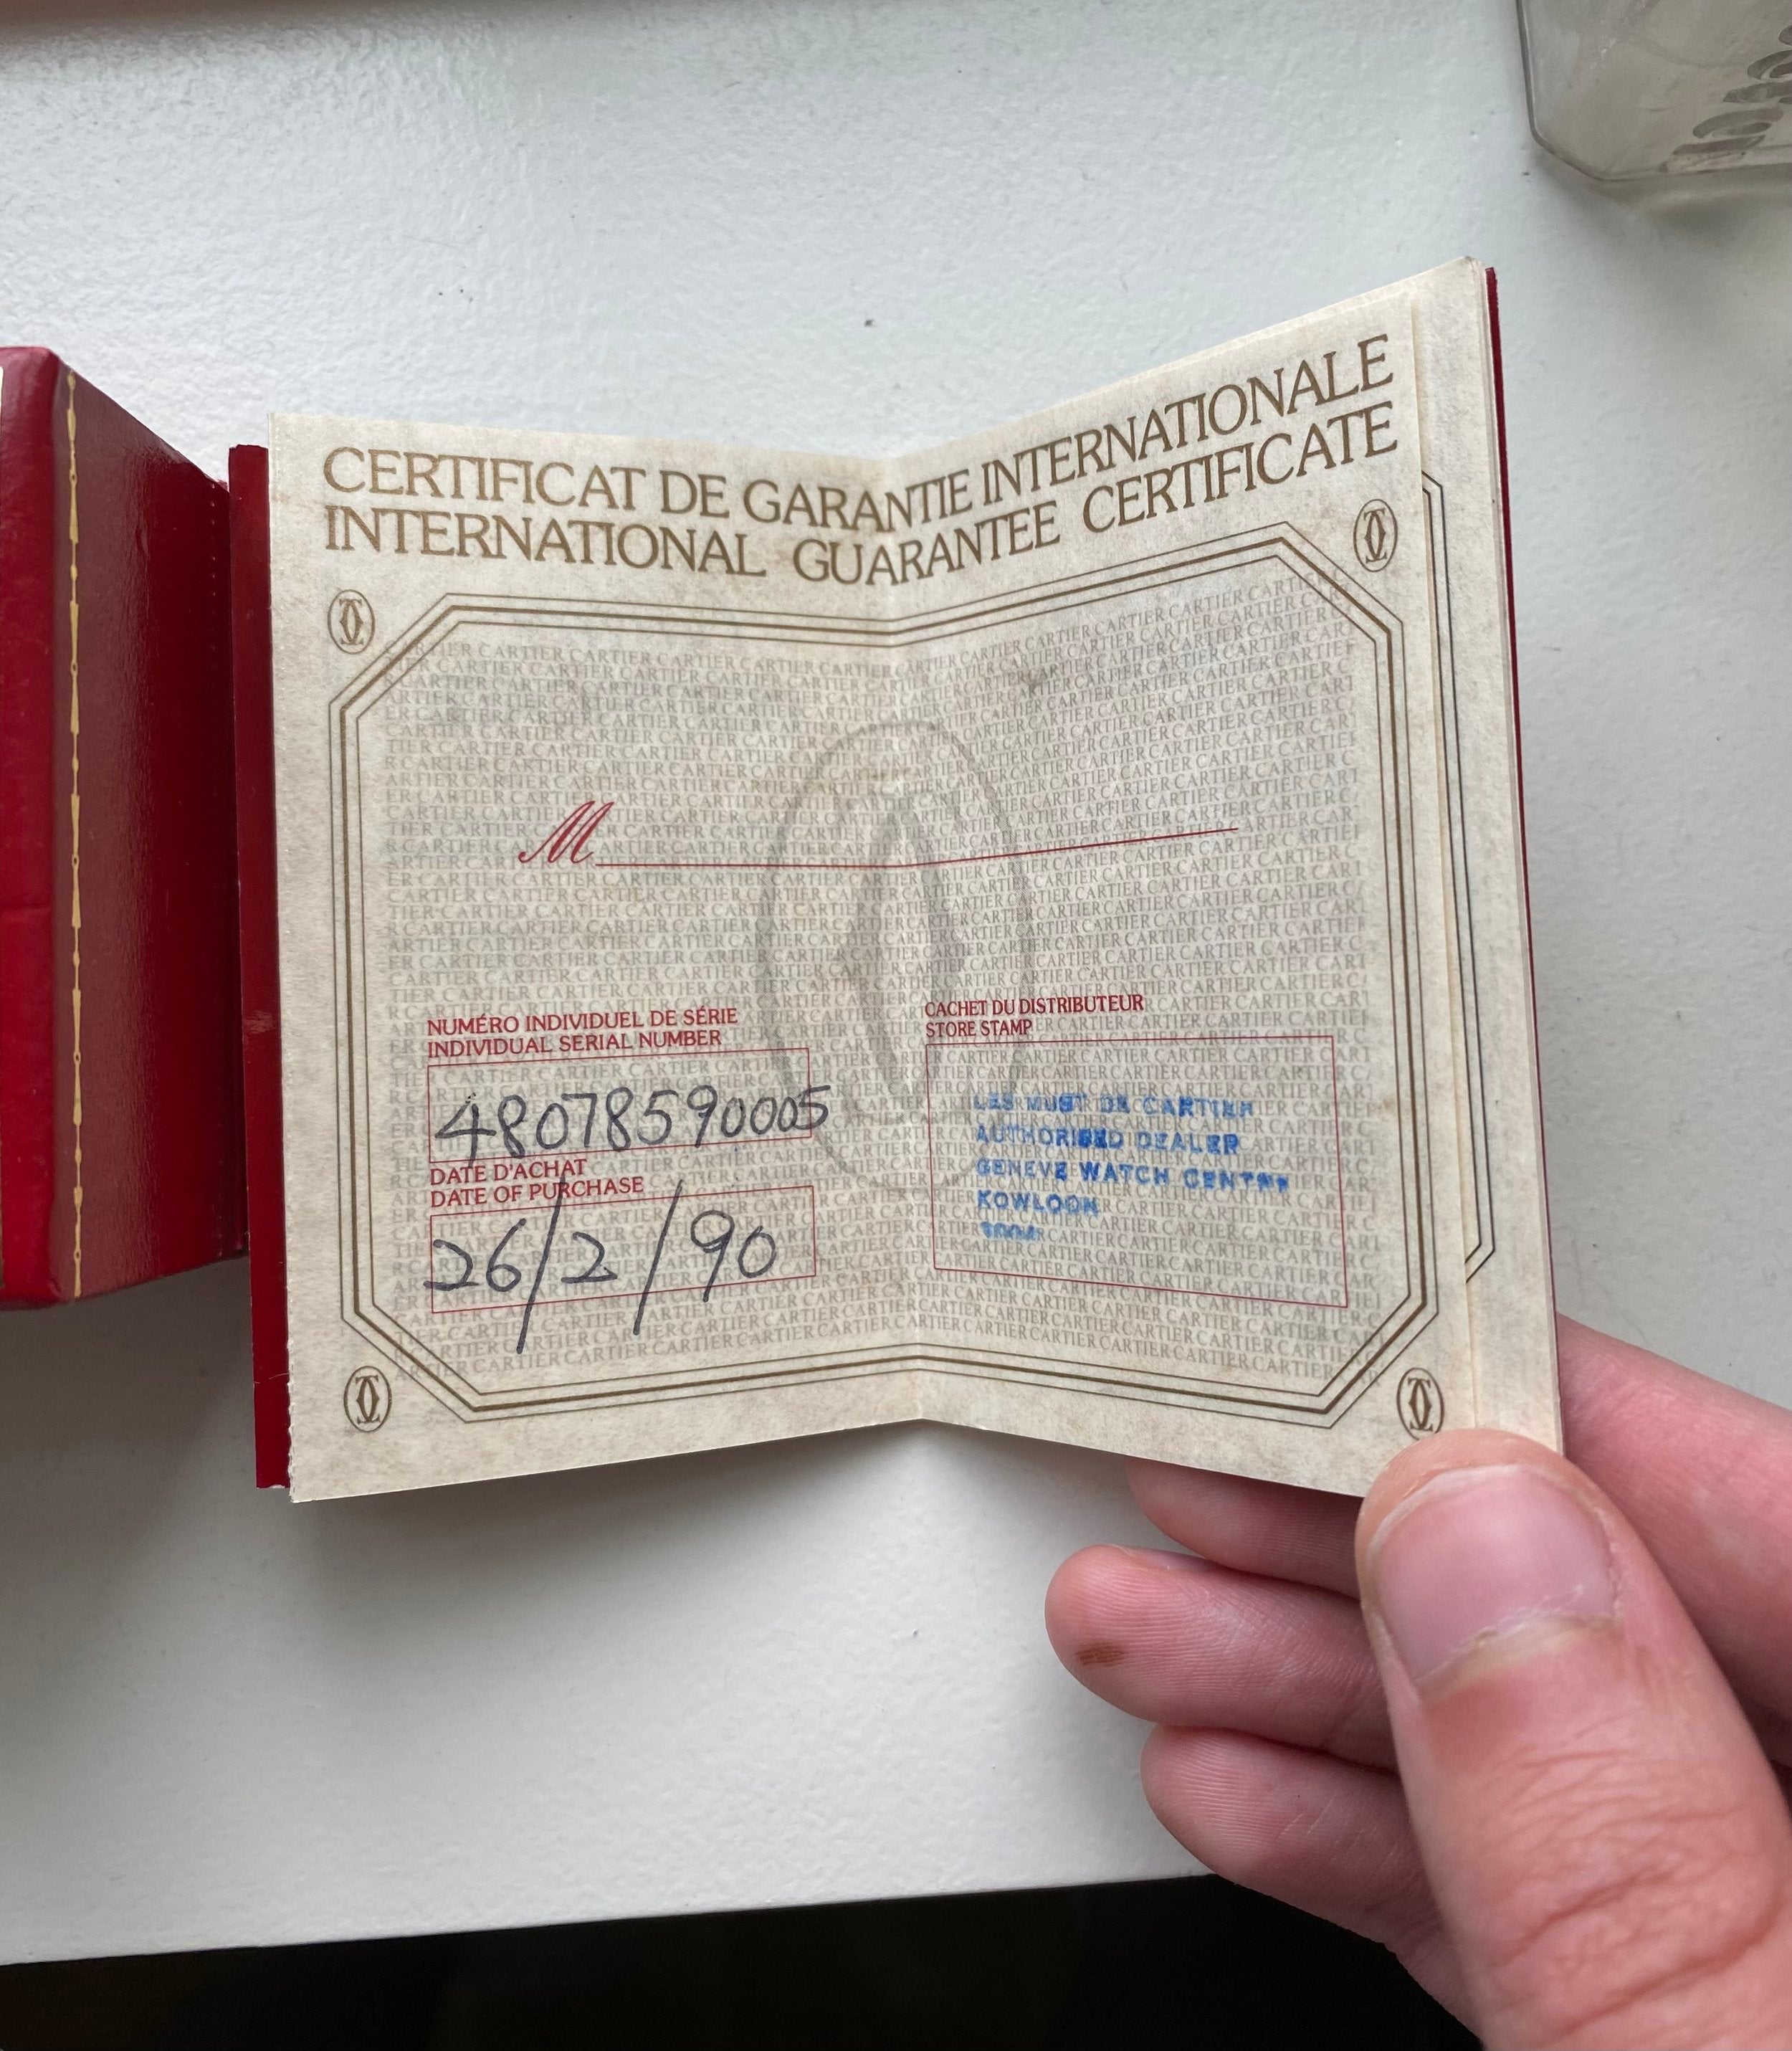 CERTIFICAT DE GARANTIE INTERNATIONALE
INTERNATIONAL GUARANTEE CERTIFICATE
M
NUMÉRO INDIVIDUEL DE SÉRIE
INDIVIDUAL SERIAL NUMBER
48078590005
DATE D'ACHAT
DATE OF PURCHASE
26/2/90
CACHET DU DISTRIBUTEUR
STORE STAMP
LES MUST DE CARTIER
AUTHORISED DEALER
GENEVE WATCH CENTRE
KOWLOON